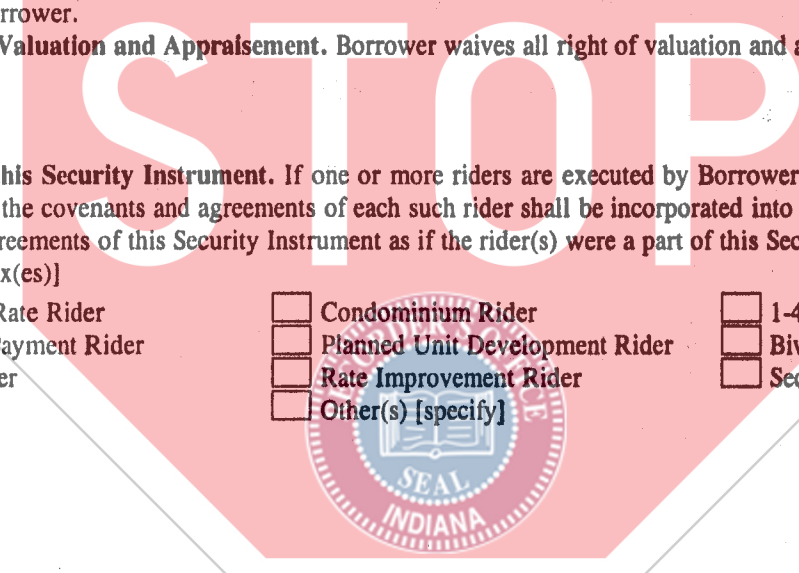 rrower.
Valuation and Appraisement. Borrower waives all right of valuation and a
STOP
his Security Instrument. If one or more riders are executed by Borrower
the covenants and agreements of each such rider shall be incorporated into
reements of this Security Instrument as if the rider(s) were a part of this Sec
x(es)]
Rate Rider Condominium Rider 1-4
ayment Rider Planned Unit Development Rider Biv
er Rate Improvement Rider Sec
Other(s) [specify]
SEAL
INDIANA